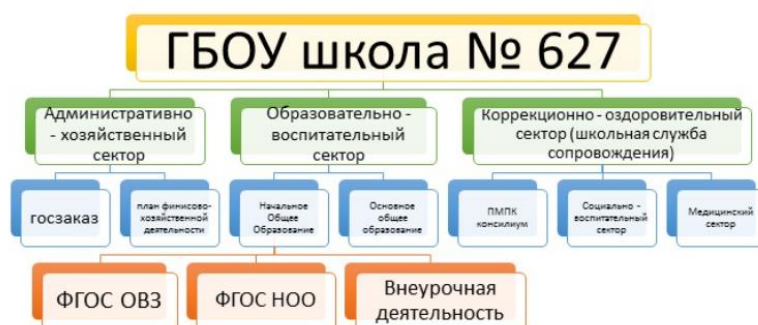 ГБОУ школа № 627
Административно
- хозяйственный
сектор
Образовательно -
воспитательный
сектор
Коррекционно - оздоровительный
сектор (школьная служба
сопровождения)
госзаказ
план финисово-
хозяйственной
деятельности
Начальное
Общее
Образование
Основное
общее
образование
ПМПК
консилиум
Социально -
воспитательный
сектор
Медицинский
сектор
ФГОС ОВЗ
ФГОС НОО
Внеурочная
деятельность